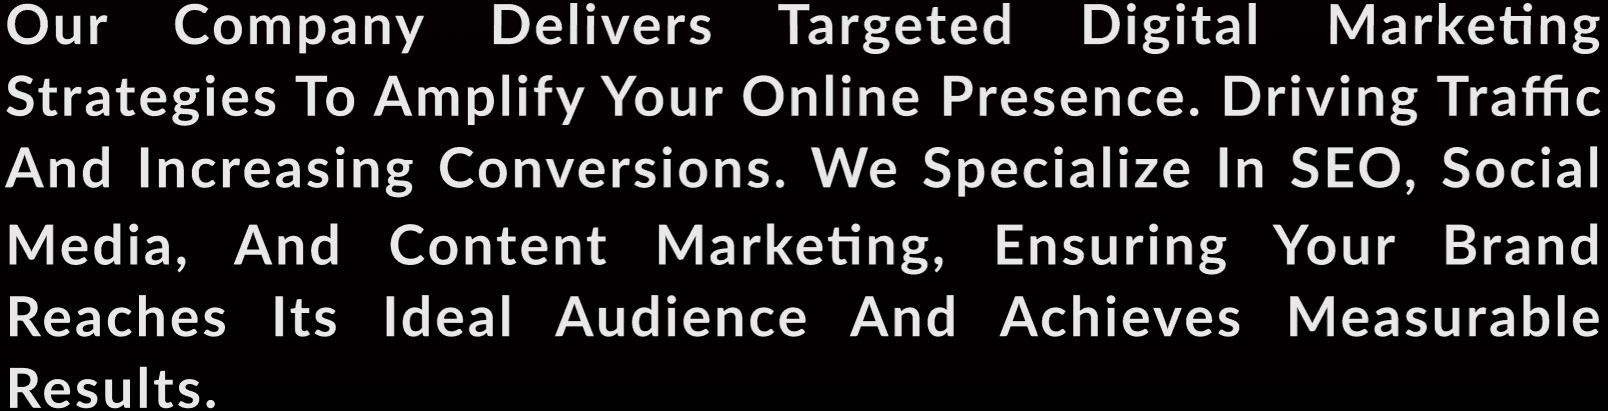 Our Company Delivers Targeted Digital Marketing
Strategies To Amplify Your Online Presence. Driving Traffic
And Increasing Conversions. We Specialize In SEO, Social
Media, And Content Marketing, Ensuring Your Brand
Reaches Its Ideal Audience And Achieves Measurable
Results.